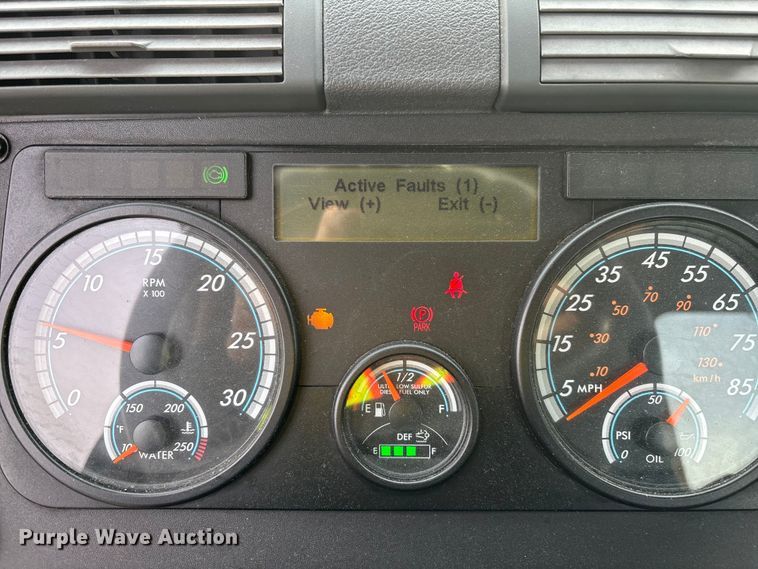 Active Faults (1)
View (+) Exit (-)
RPM
X 100
0
5
10
15
20
25
30
°F
150
200
250
WATER
PARK
1/2
ULTRA LOW SULFUR
DIESEL FUEL ONLY
E F
DEF
E F
5 MPH
15
25
35
45
55
65
75
85
10
30
50
70
90
110
130
km/h
50
PSI
0
OIL
100
Purple Wave Auction